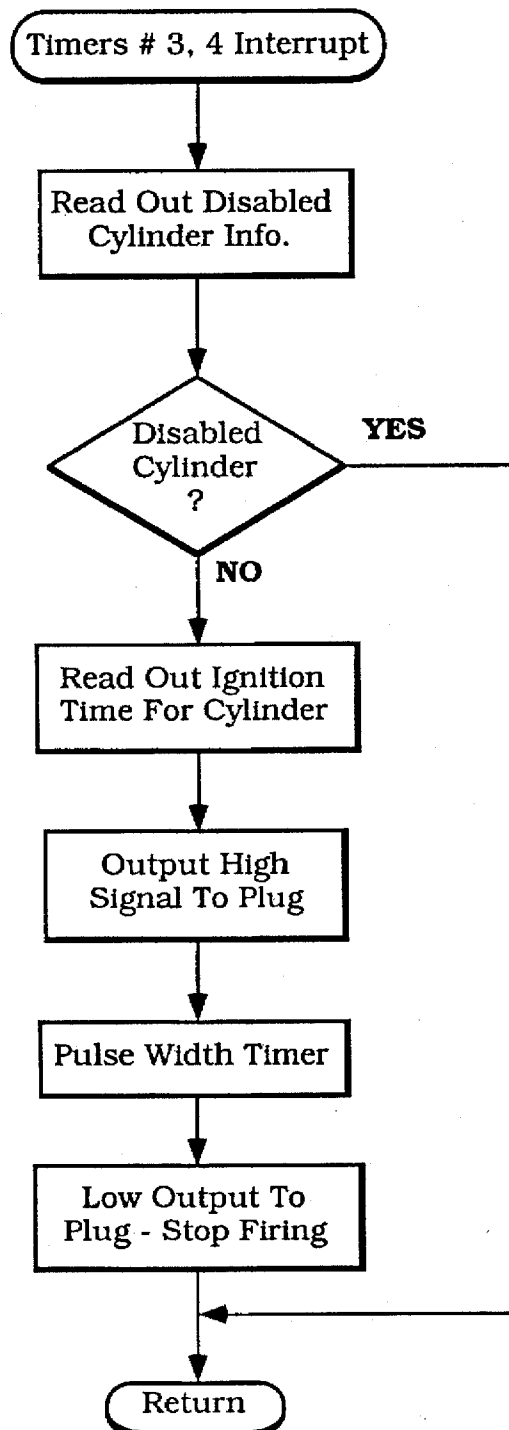 Timers # 3, 4 Interrupt
Read Out Disabled
Cylinder Info.
Disabled
Cylinder
?
YES
NO
Read Out Ignition
Time For Cylinder
Output High
Signal To Plug
Pulse Width Timer
Low Output To
Plug - Stop Firing
Return